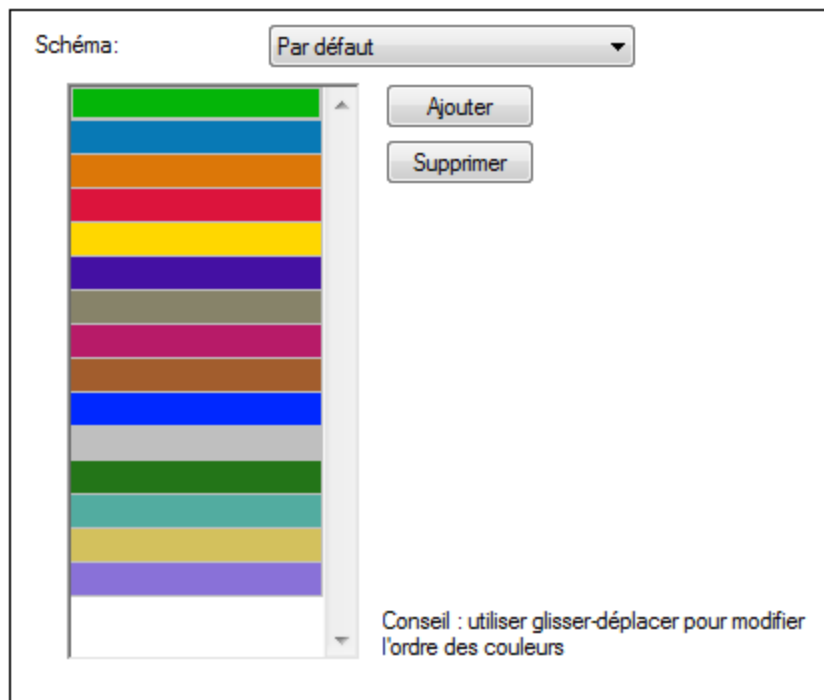 Schéma:
Par défaut
Ajouter
Supprimer
Conseil : utiliser glisser-déplacer pour modifier
l'ordre des couleurs